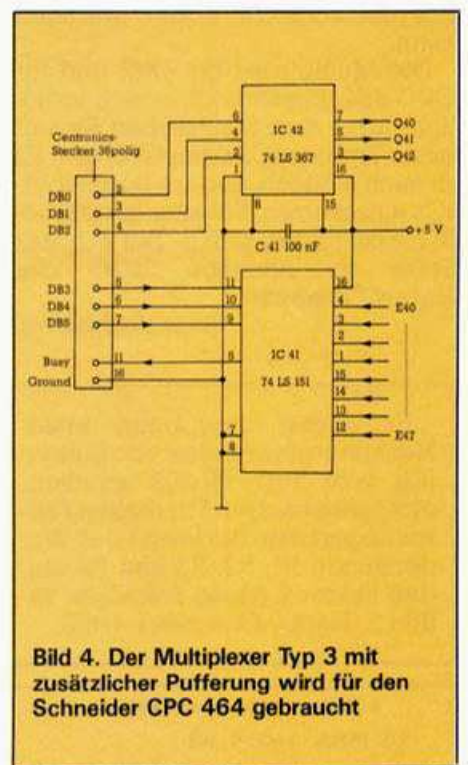 Centronics-
Stecker 36polig
DB0
DB1
DB2
DB3
DB4
DB5
Busy
Ground
2
3
4
5
6
7
11
16
6
4
2
1
IC 42
74 LS 367
7
5
3
16
8
15
Q40
Q41
Q42
+5 V
C 41 100 nF
11
10
9
5
7
8
IC 41
74 LS 151
16
4
3
2
1
15
14
13
12
E40
E47
Bild 4. Der Multiplexer Typ 3 mit
zusätzlicher Pufferung wird für den
Schneider CPC 464 gebraucht